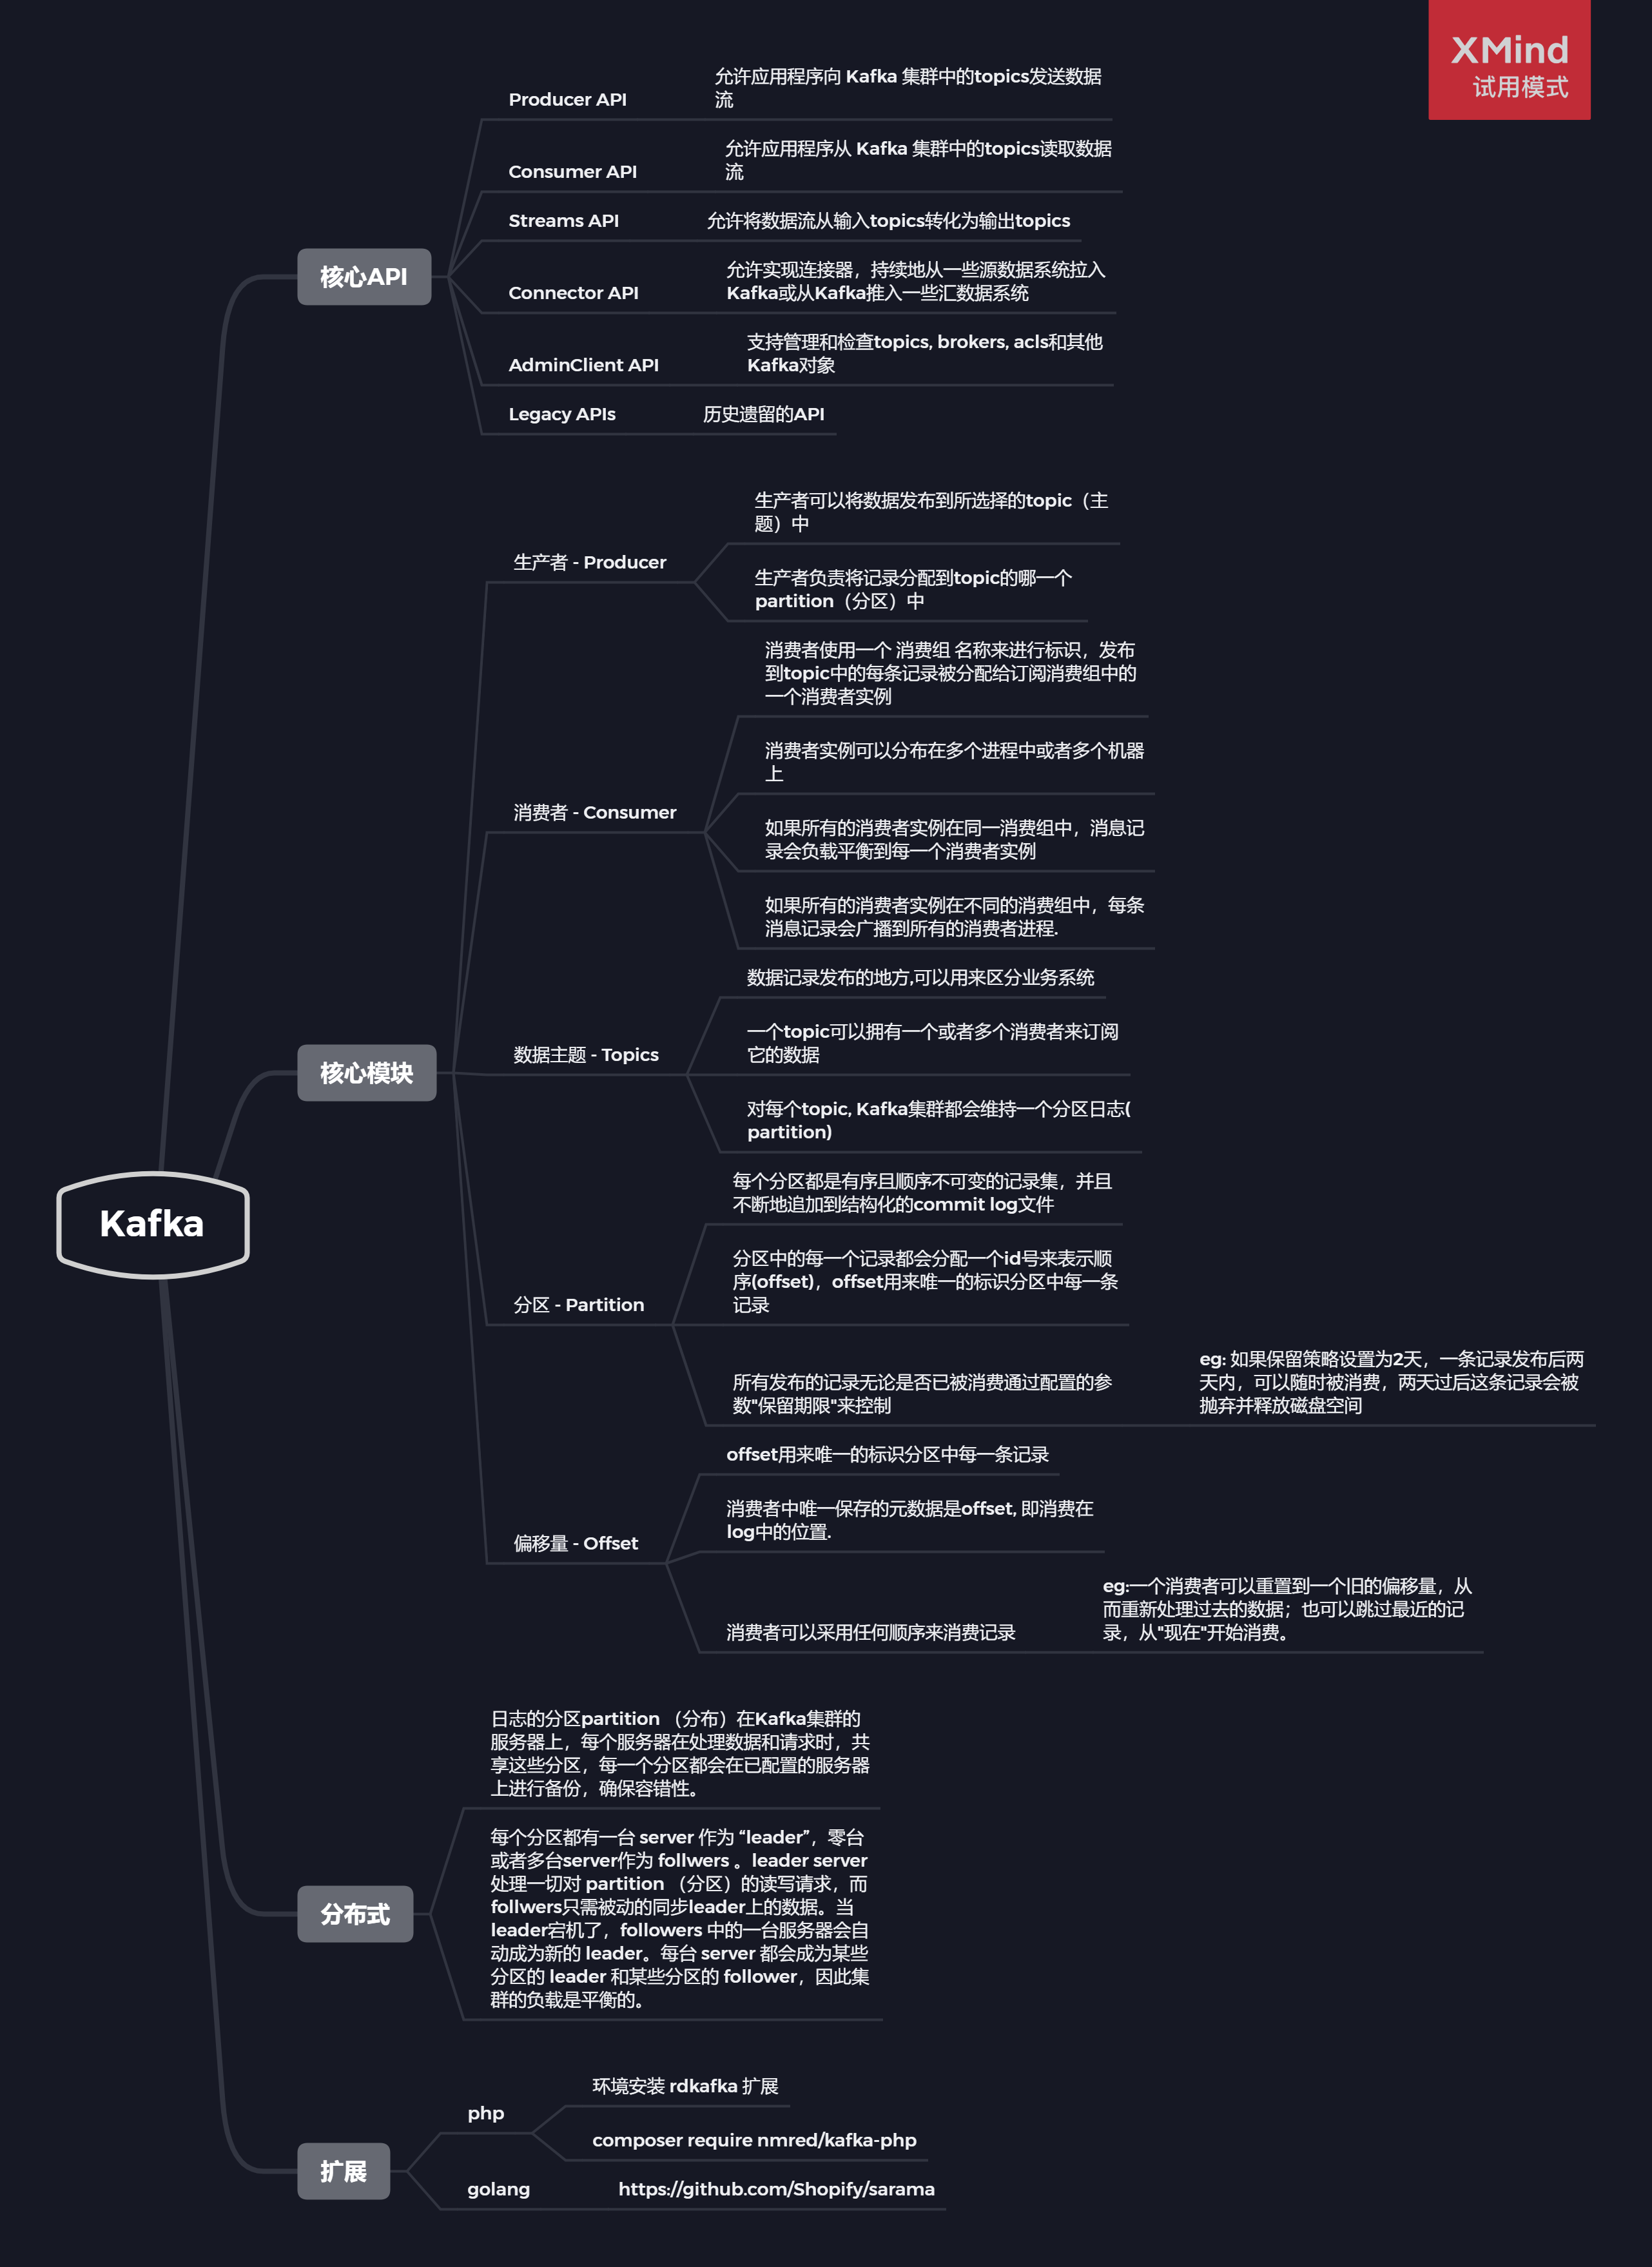 XMind
试用模式
Kafka
核心API
Producer API
允许应用程序向 Kafka 集群中的topics发送数据
流
Consumer API
允许应用程序从 Kafka 集群中的topics读取数据
流
Streams API
允许将数据流从输入topics转化为输出topics
Connector API
允许实现连接器，持续地从一些源数据系统拉入
Kafka或从Kafka推入一些汇数据系统
AdminClient API
支持管理和检查topics, brokers, acls和其他
Kafka对象
Legacy APIs
历史遗留的API
核心模块
生产者 - Producer
生产者可以将数据发布到所选择的topic（主
题）中
生产者负责将记录分配到topic的哪一个
partition（分区）中
消费者 - Consumer
消费者使用一个 消费组 名称来进行标识，发布
到topic中的每条记录被分配给订阅消费组中的
一个消费者实例
消费者实例可以分布在多个进程中或者多个机器
上
如果所有的消费者实例在同一消费组中，消息记
录会负载平衡到每一个消费者实例
如果所有的消费者实例在不同的消费组中，每条
消息记录会广播到所有的消费者进程.
数据主题 - Topics
数据记录发布的地方,可以用来区分业务系统
一个topic可以拥有一个或者多个消费者来订阅
它的数据
对每个topic, Kafka集群都会维持一个分区日志(
partition)
分区 - Partition
每个分区都是有序且顺序不可变的记录集，并且
不断地追加到结构化的commit log文件
分区中的每一个记录都会分配一个id号来表示顺
序(offset)，offset用来唯一的标识分区中每一条
记录
所有发布的记录无论是否已被消费通过配置的参
数"保留期限"来控制
eg: 如果保留策略设置为2天，一条记录发布后两
天内，可以随时被消费，两天过后这条记录会被
抛弃并释放磁盘空间
偏移量 - Offset
offset用来唯一的标识分区中每一条记录
消费者中唯一保存的元数据是offset, 即消费在
log中的位置.
消费者可以采用任何顺序来消费记录
eg:一个消费者可以重置到一个旧的偏移量，从
而重新处理过去的数据；也可以跳过最近的记
录，从"现在"开始消费。
分布式
日志的分区partition （分布）在Kafka集群的
服务器上，每个服务器在处理数据和请求时，共
享这些分区，每一个分区都会在已配置的服务器
上进行备份，确保容错性。
每个分区都有一台 server 作为 “leader”，零台
或者多台server作为 follwers 。leader server
处理一切对 partition （分区）的读写请求，而
follwers只需被动的同步leader上的数据。当
leader宕机了，followers 中的一台服务器会自
动成为新的 leader。每台 server 都会成为某些
分区的 leader 和某些分区的 follower，因此集
群的负载是平衡的。
扩展
php
环境安装 rdkafka 扩展
composer require nmred/kafka-php
golang
https://github.com/Shopify/sarama